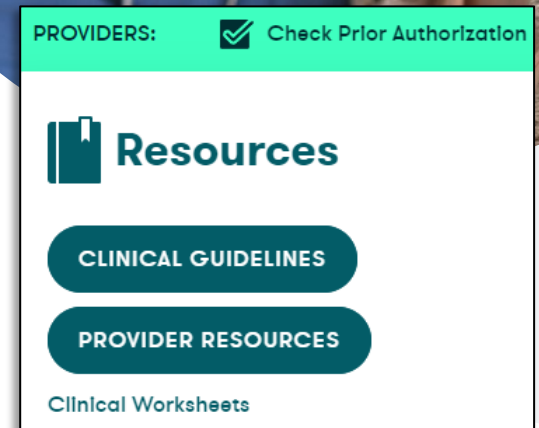 PROVIDERS: Check Prior Authorization
Resources
CLINICAL GUIDELINES
PROVIDER RESOURCES
Clinical Worksheets